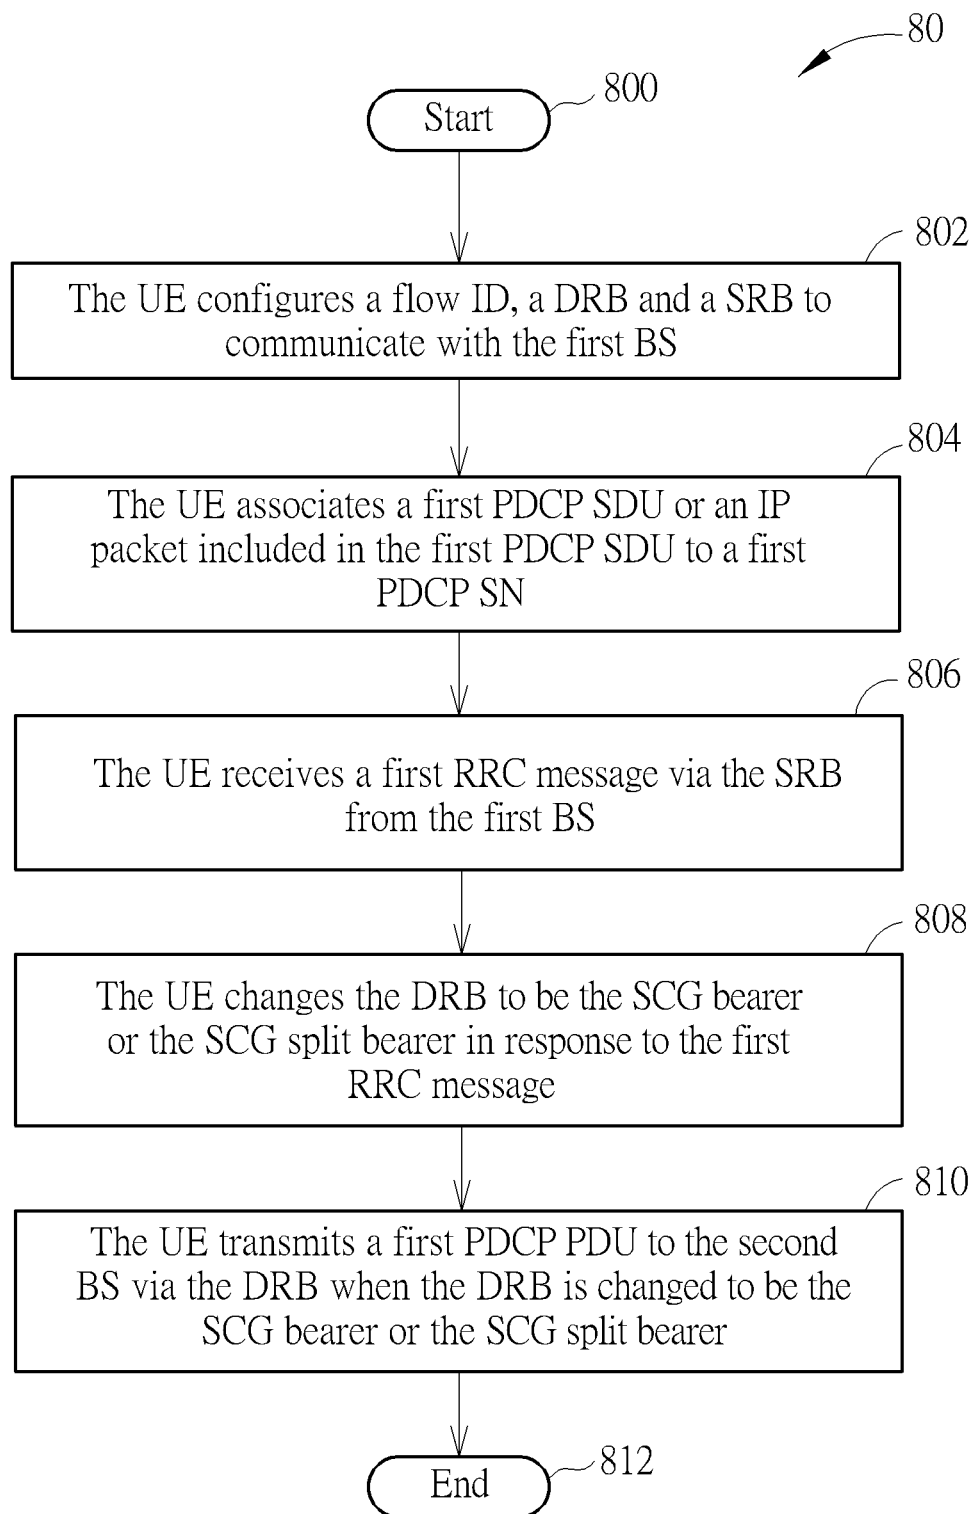 80
800
Start
802
The UE configures a flow ID, a DRB and a SRB to
communicate with the first BS
804
The UE associates a first PDCP SDU or an IP
packet included in the first PDCP SDU to a first
PDCP SN
806
The UE receives a first RRC message via the SRB
from the first BS
808
The UE changes the DRB to be the SCG bearer
or the SCG split bearer in response to the first
RRC message
810
The UE transmits a first PDCP PDU to the second
BS via the DRB when the DRB is changed to be the
SCG bearer or the SCG split bearer
812
End